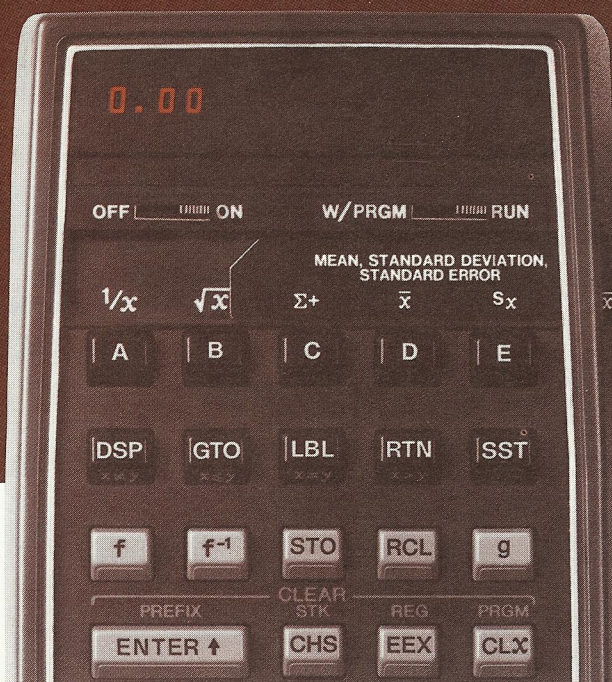 0.00
OFF ON W/PRGM RUN
MEAN, STANDARD DEVIATION,
STANDARD ERROR
1/x √x Σ+ x̄ Sx
A B C D E
DSP GTO LBL RTN SST
x≠y x≤y x=y x>y
f f-1 STO RCL g
CLEAR
PREFIX STK REG PRGM
ENTER ↑ CHS EEX CLX